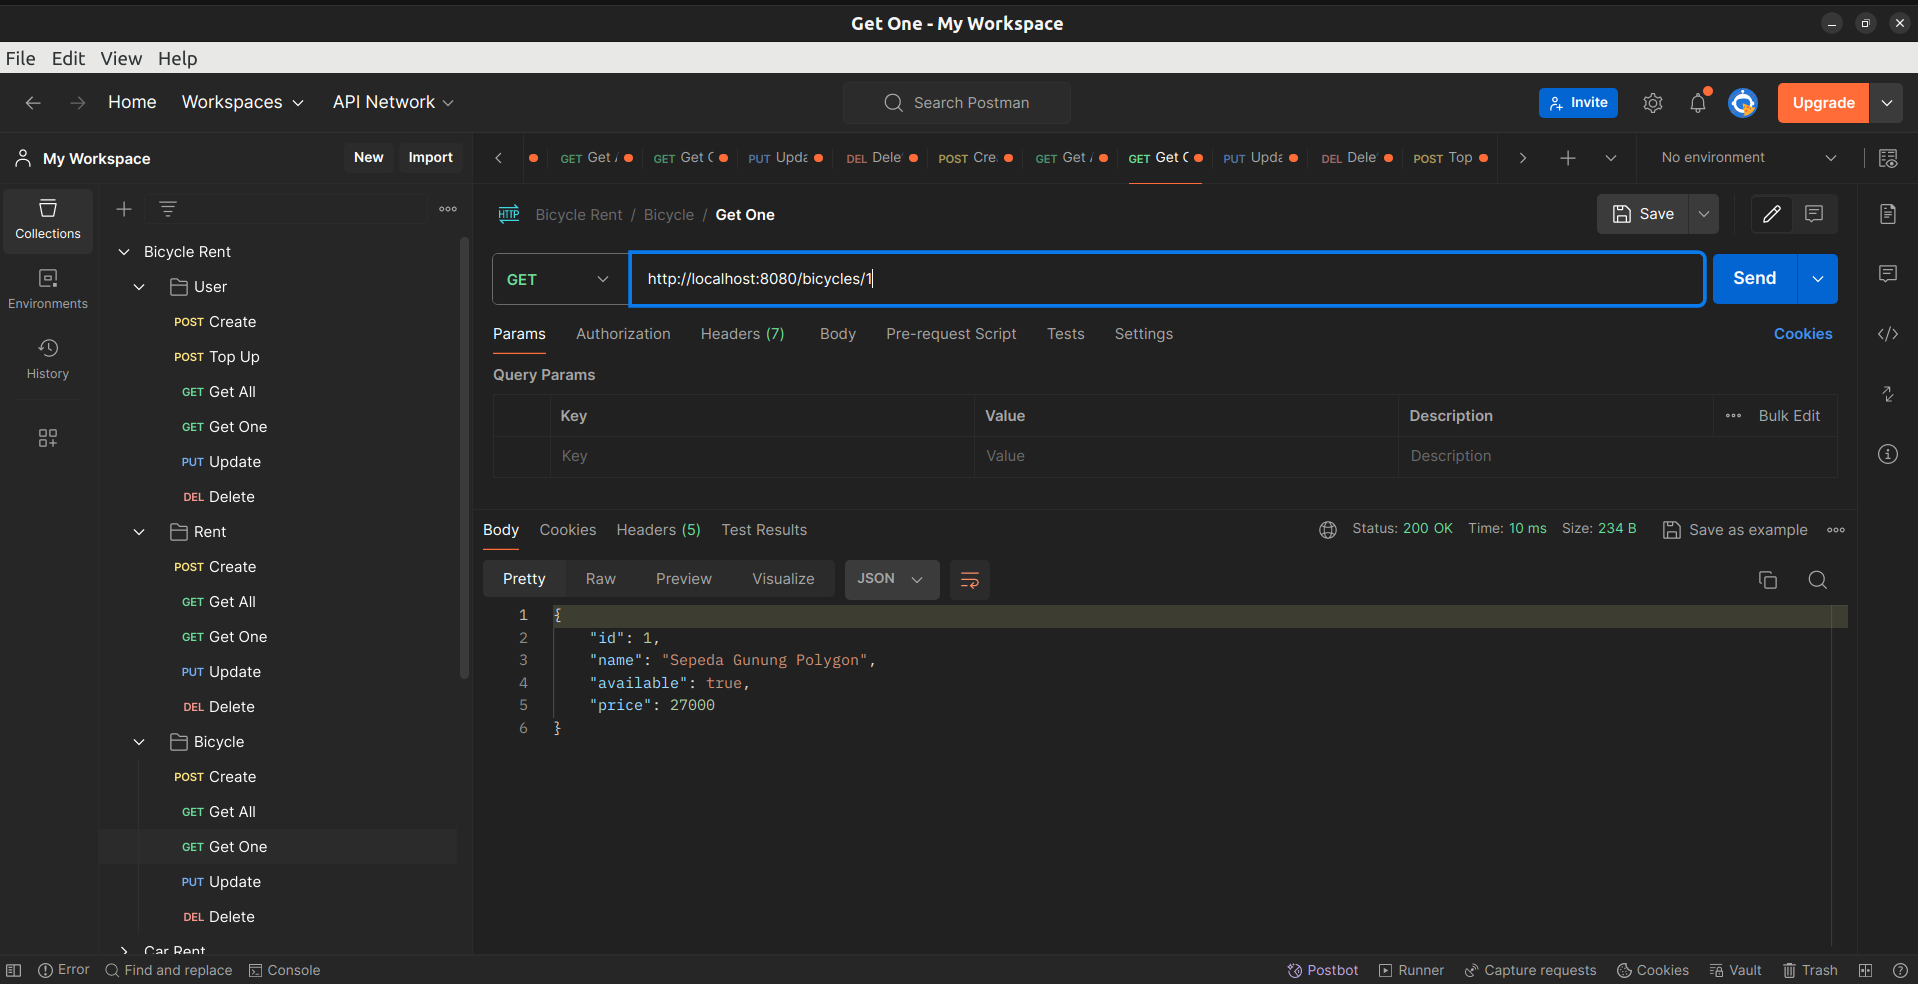 Get One - My Workspace
File Edit View Help
Home Workspaces API Network Search Postman Invite Upgrade
My Workspace New Import
GET Get GET Get PUT Upda DEL Dele POST Cre GET Get GET Get PUT Upda DEL Dele POST Top No environment
Collections
Environments
History
Bicycle Rent
User
POST Create
POST Top Up
GET Get All
GET Get One
PUT Update
DEL Delete
Rent
POST Create
GET Get All
GET Get One
PUT Update
DEL Delete
Bicycle
POST Create
GET Get All
GET Get One
PUT Update
DEL Delete
Car Rent
HTTP Bicycle Rent / Bicycle / Get One Save
GET http://localhost:8080/bicycles/1 Send
Params Authorization Headers (7) Body Pre-request Script Tests Settings Cookies
Query Params
Key Value Description Bulk Edit
Key Value Description
Body Cookies Headers (5) Test Results Status: 200 OK Time: 10 ms Size: 234 B Save as example
Pretty Raw Preview Visualize JSON
1 {
2 "id": 1,
3 "name": "Sepeda Gunung Polygon",
4 "available": true,
5 "price": 27000
6 }
Error Find and replace Console Postbot Runner Capture requests Cookies Vault Trash